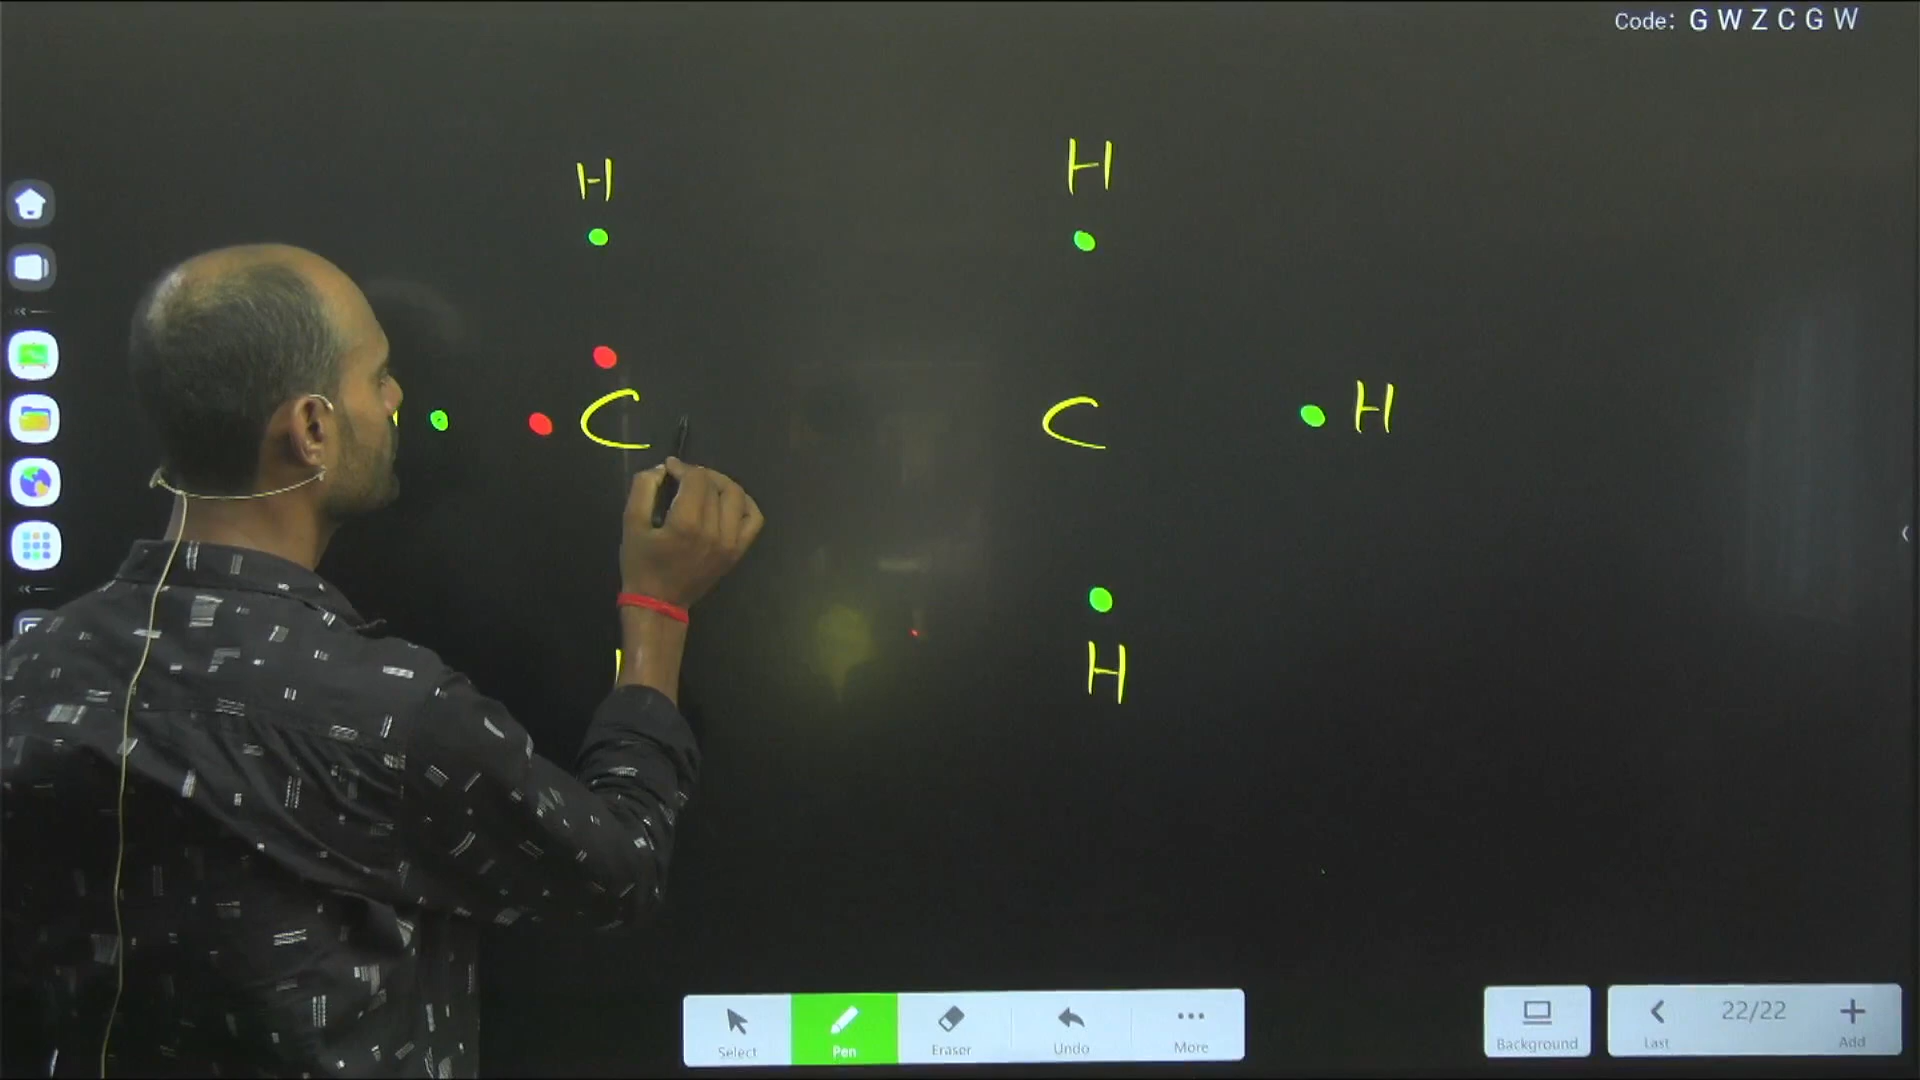 Code: G W Z C G W
H H
C C H
H
Select Pen Eraser Undo More
Background
22/22
Last Add